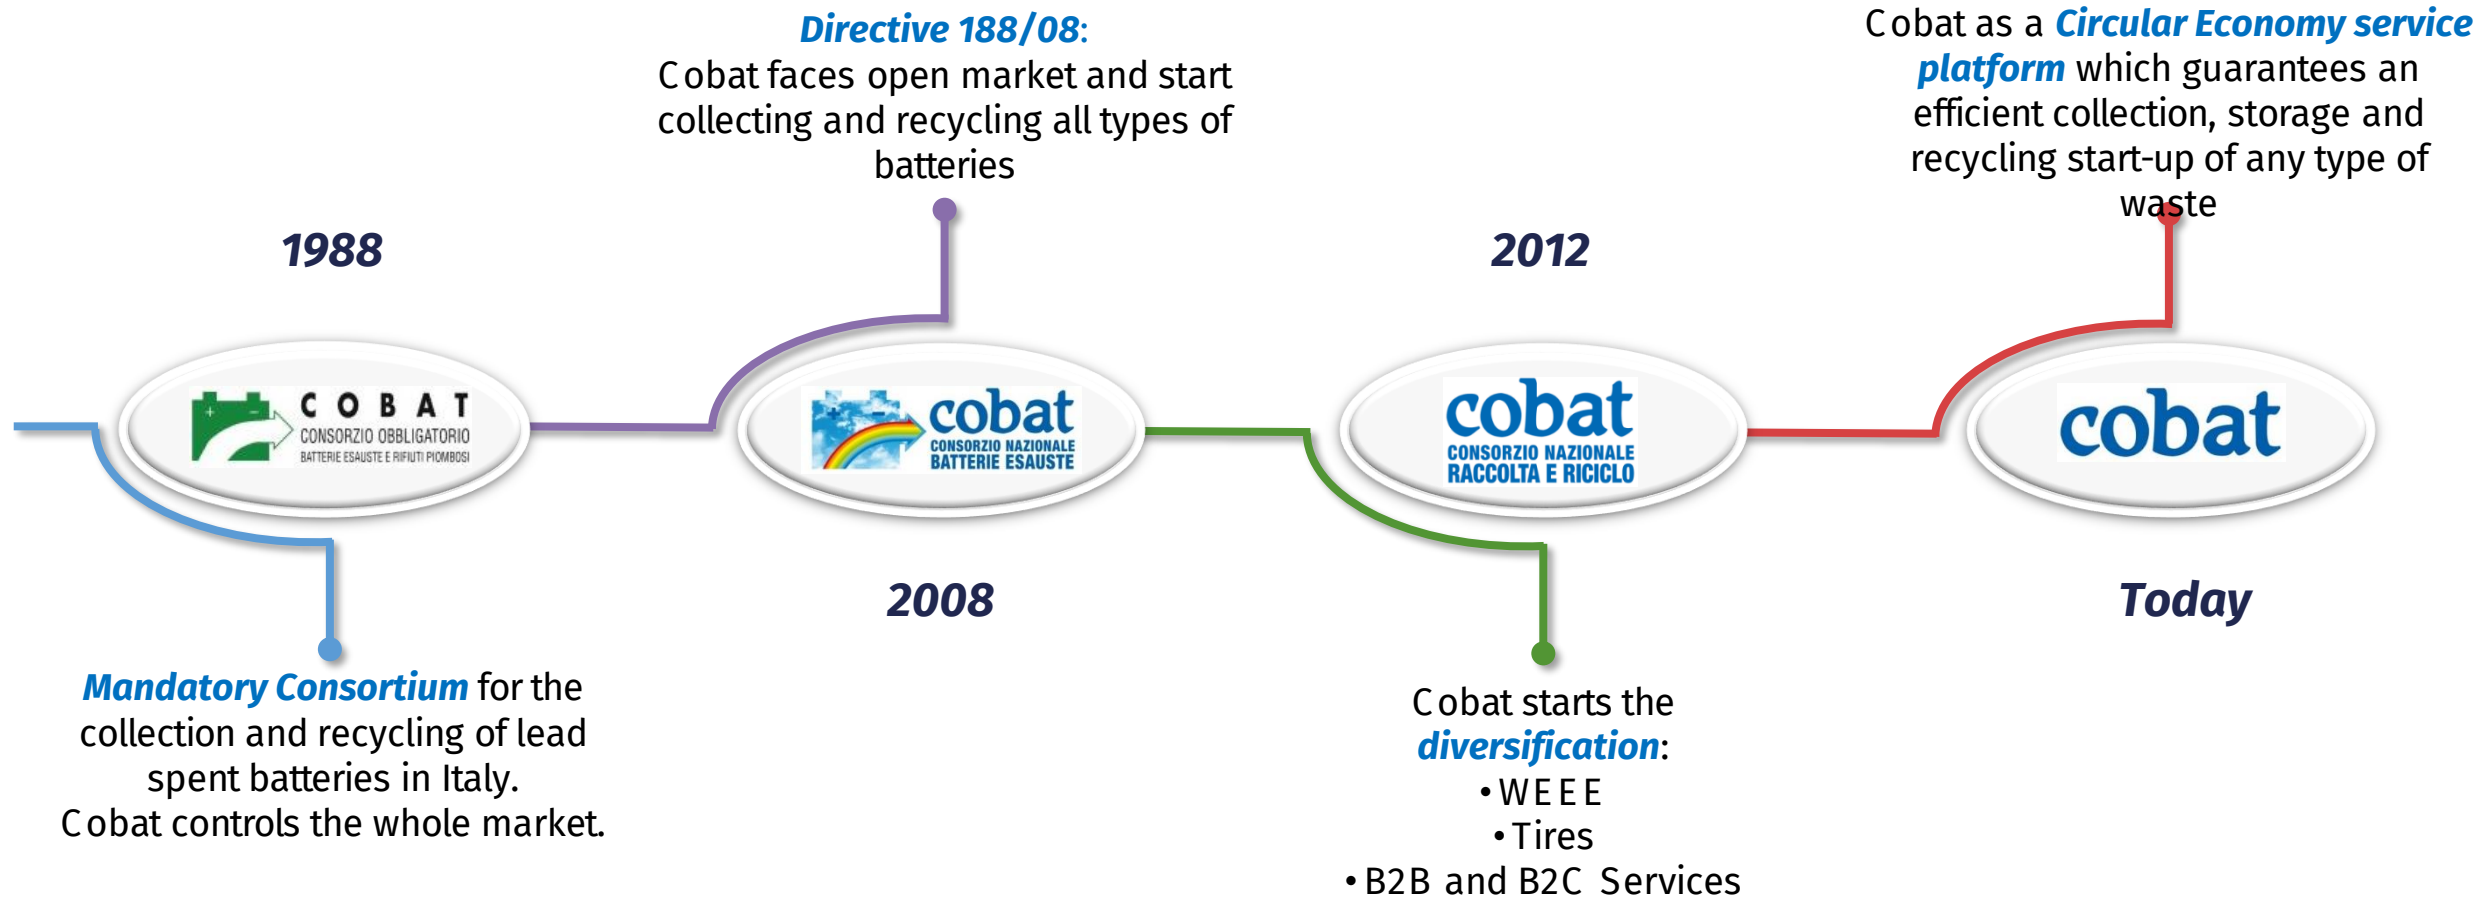 1988
COBAT
CONSORZIO OBBLIGATORIO
BATTERIE ESAUSTE E RIFIUTI PIOMBOSI
Mandatory Consortium for the
collection and recycling of lead
spent batteries in Italy.
Cobat controls the whole market.
Directive 188/08:
Cobat faces open market and start
collecting and recycling all types of
batteries
cobat
CONSORZIO NAZIONALE
BATTERIE ESAUSTE
2008
2012
cobat
CONSORZIO NAZIONALE
RACCOLTA E RICICLO
Cobat starts the
diversification:
• WEEE
• Tires
• B2B and B2C Services
Cobat as a Circular Economy service
platform which guarantees an
efficient collection, storage and
recycling start-up of any type of
waste
cobat
Today